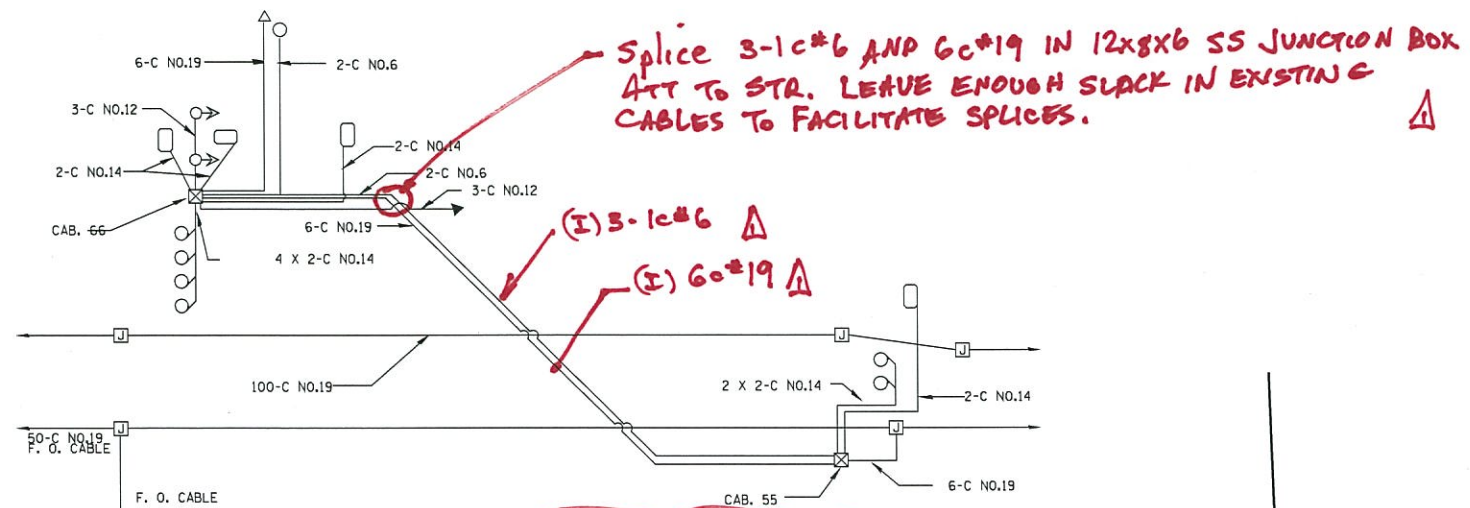 Splice 3-1c#6 AND 6c#19 IN 12x8x6 SS JUNCTION BOX
ATT TO STR. LEAVE ENOUGH SLACK IN EXISTING
CABLES TO FACILITATE SPLICES.
1
6-C NO.19
2-C NO.6
3-C NO.12
2-C NO.14
2-C NO.14
2-C NO.6
3-C NO.12
CAB. 66
6-C NO.19
4 X 2-C NO.14
(I) 3-1c#6 1
(I) 6c#19 1
J
J
J
100-C NO.19
2 X 2-C NO.14
2-C NO.14
50-C NO.19
F. O. CABLE
J
J
F. O. CABLE
CAB. 55
6-C NO.19